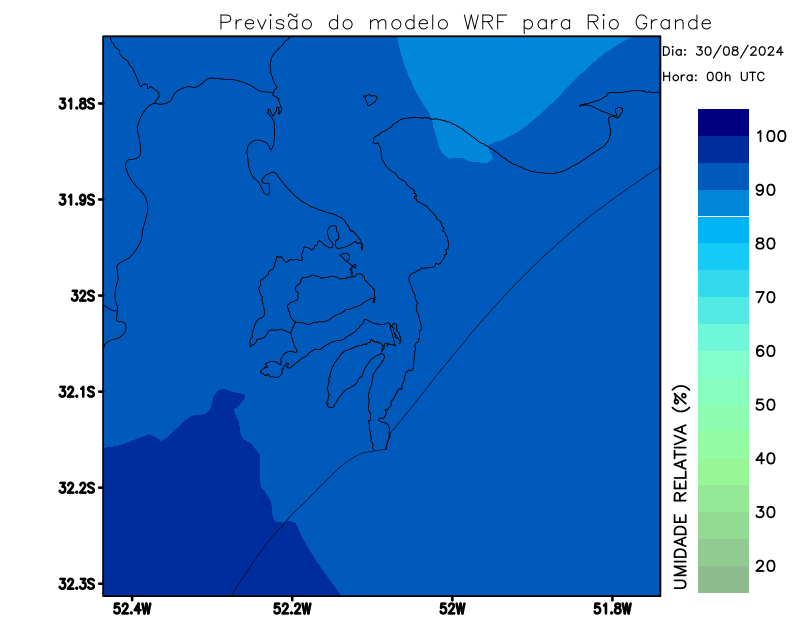 Previsão do modelo WRF para Rio Grande
Dia: 30/08/2024
Hora: 00h UTC
31.8S
31.9S
32S
32.1S
32.2S
32.3S
52.4W
52.2W
52W
51.8W
100
90
80
70
60
50
40
30
20
UMIDADE RELATIVA (%)